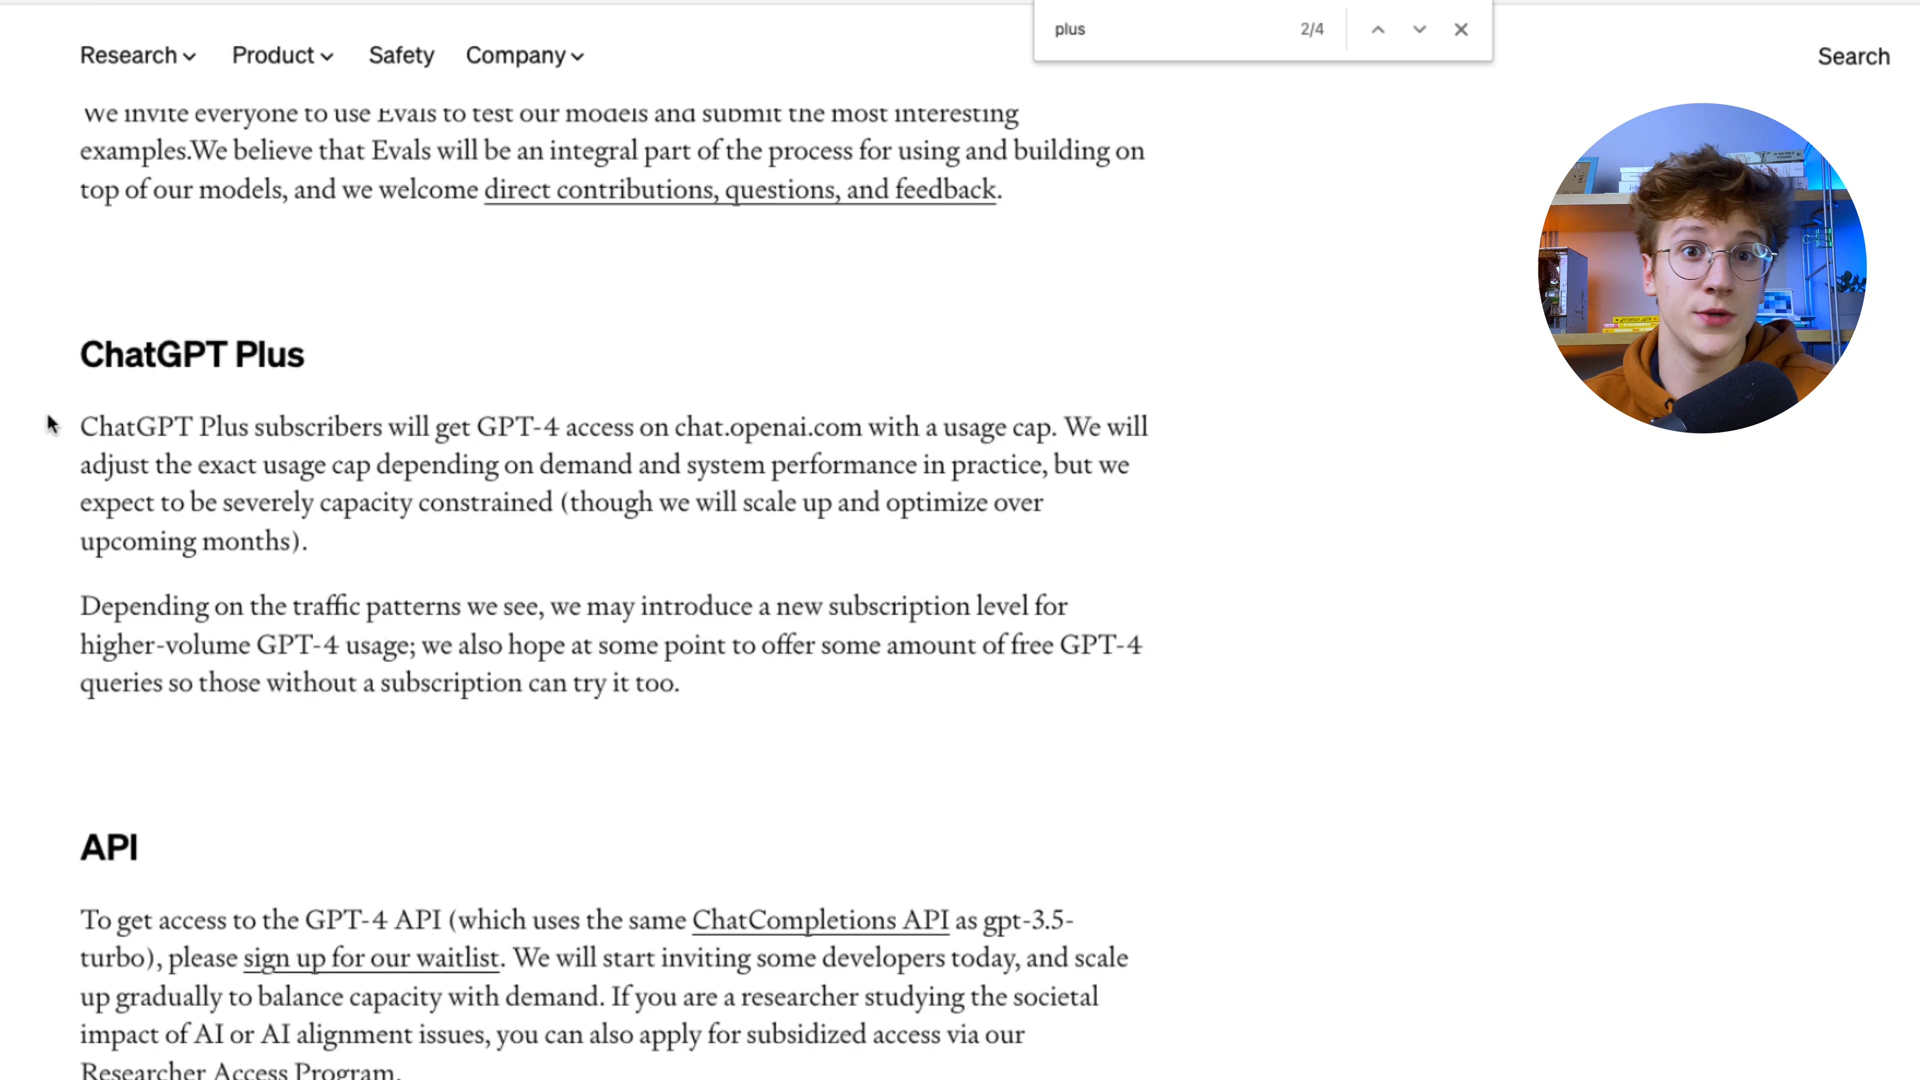 plus 2/4
Research Product Safety Company Search
We invite everyone to use Evals to test our models and submit the most interesting
examples.We believe that Evals will be an integral part of the process for using and building on
top of our models, and we welcome direct contributions, questions, and feedback.
ChatGPT Plus
ChatGPT Plus subscribers will get GPT-4 access on chat.openai.com with a usage cap. We will
adjust the exact usage cap depending on demand and system performance in practice, but we
expect to be severely capacity constrained (though we will scale up and optimize over
upcoming months).
Depending on the traffic patterns we see, we may introduce a new subscription level for
higher-volume GPT-4 usage; we also hope at some point to offer some amount of free GPT-4
queries so those without a subscription can try it too.
API
To get access to the GPT-4 API (which uses the same ChatCompletions API as gpt-3.5-
turbo), please sign up for our waitlist. We will start inviting some developers today, and scale
up gradually to balance capacity with demand. If you are a researcher studying the societal
impact of AI or AI alignment issues, you can also apply for subsidized access via our
Researcher Access Program.